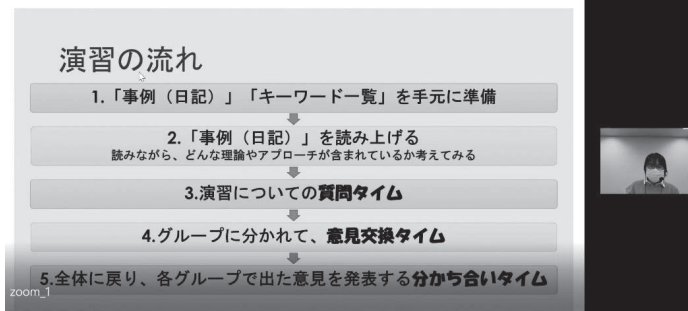 演習の流れ
1.「事例（日記）」「キーワード一覧」を手元に準備
2.「事例（日記）」を読み上げる
読みながら、どんな理論やアプローチが含まれているか考えてみる
3.演習についての質問タイム
4.グループに分かれて、意見交換タイム
5.全体に戻り、各グループで出た意見を発表する分かち合いタイム
zoom_1